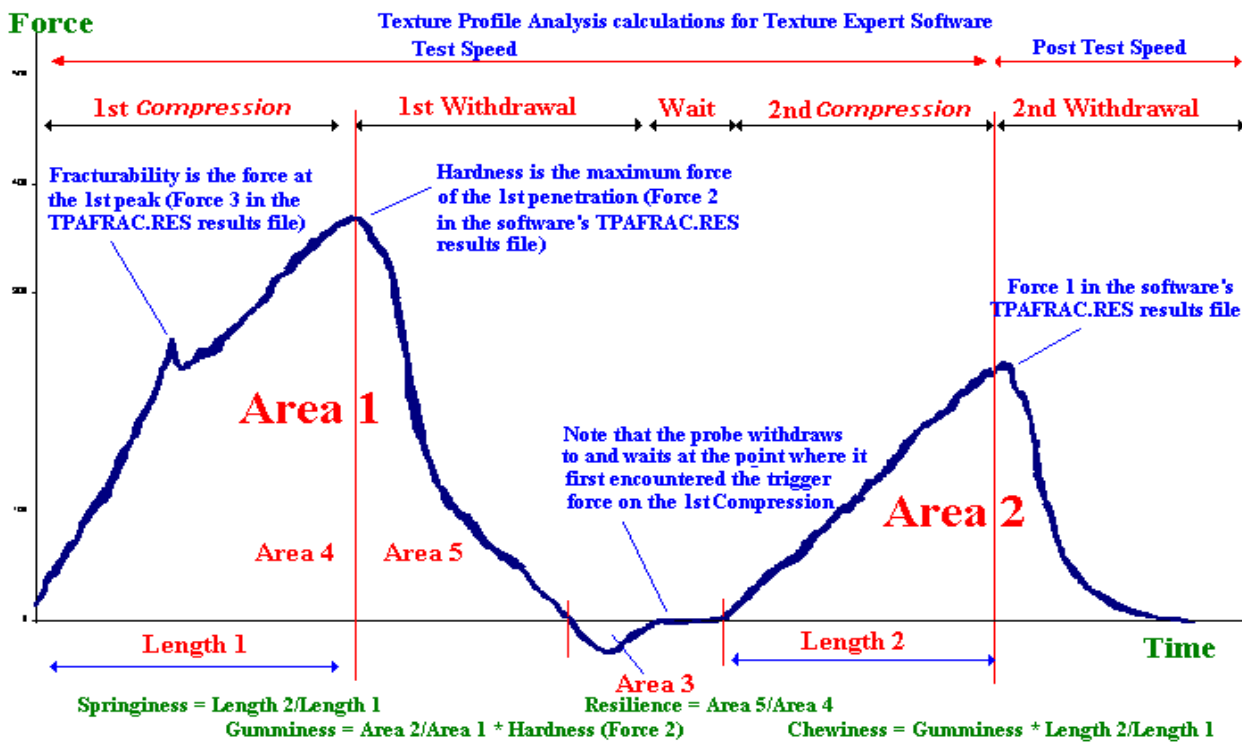 Force
Texture Profile Analysis calculations for Texture Expert Software
Test Speed
Post Test Speed
1st Compression
1st Withdrawal
Wait
2nd Compression
2nd Withdrawal
Fracturability is the force at
the 1st peak (Force 3 in the
TPAFRAC.RES results file)
Hardness is the maximum force
of the 1st penetration (Force 2
in the software's TPAFRAC.RES
results file)
Force 1 in the software's
TPAFRAC.RES results file
400
100
0
Area 1
Note that the probe withdraws
to and waits at the point where it
first encountered the trigger
force on the 1st Compression.
Area 2
Area 4
Area 5
Length 1
Length 2
Time
Area 3
Springiness = Length 2/Length 1
Resilience = Area 5/Area 4
Gumminess = Area 2/Area 1 * Hardness (Force 2)
Chewiness = Gumminess * Length 2/Length 1